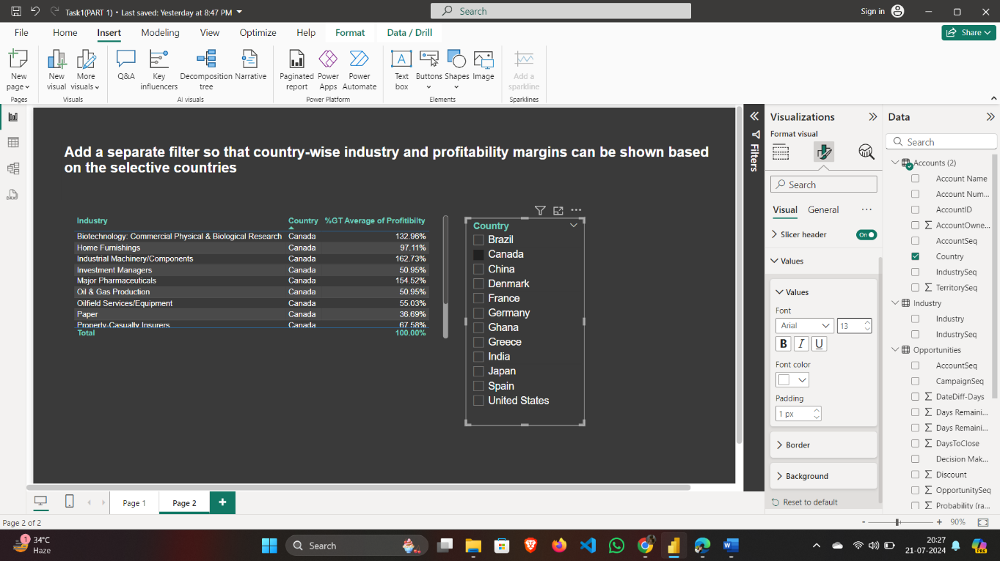 Task1(PART 1) • Last saved: Yesterday at 8:47 PM
Search
Sign in
File Home Insert Modeling View Optimize Help Format Data / Drill
Share
New page
New visual
More visuals
Q&A
Key influencers
Decomposition tree
Narrative
Paginated report
Power Apps
Power Automate
Text box
Buttons
Shapes
Image
Add a sparkline
Pages Visuals AI visuals Power Platform Elements Sparklines
Add a separate filter so that country-wise industry and profitability margins can be shown based
on the selective countries
Industry Country %GT Average of Profitibilty
Biotechnology: Commercial Physical & Biological Research Canada 132.96%
Home Furnishings Canada 97.11%
Industrial Machinery/Components Canada 162.73%
Investment Managers Canada 50.95%
Major Pharmaceuticals Canada 154.52%
Oil & Gas Production Canada 50.95%
Oilfield Services/Equipment Canada 55.03%
Paper Canada 36.69%
Property-Casualty Insurers Canada 67.58%
Total 100.00%
Country
Brazil
Canada
China
Denmark
France
Germany
Ghana
Greece
India
Japan
Spain
United States
Filters
Visualizations
Format visual
Search
Visual General
Slicer header On
Values
Values
Font
Arial 13
B I U
Font color
Padding
1 px
Border
Background
Reset to default
Data
Search
Accounts (2)
Account Name
Account Num...
AccountID
AccountOwne...
AccountSeq
Country
IndustrySeq
TerritorySeq
Industry
Industry
IndustrySeq
Opportunities
AccountSeq
CampaignSeq
DateDiff-Days
Days Remaini...
Days Remaini...
DaysToClose
Decision Mak...
Discount
OpportunitySeq
Probability (ra...
Page 1 Page 2 +
Page 2 of 2
- + 90%
1
34°C
Haze
Search
20:27
21-07-2024
PRE